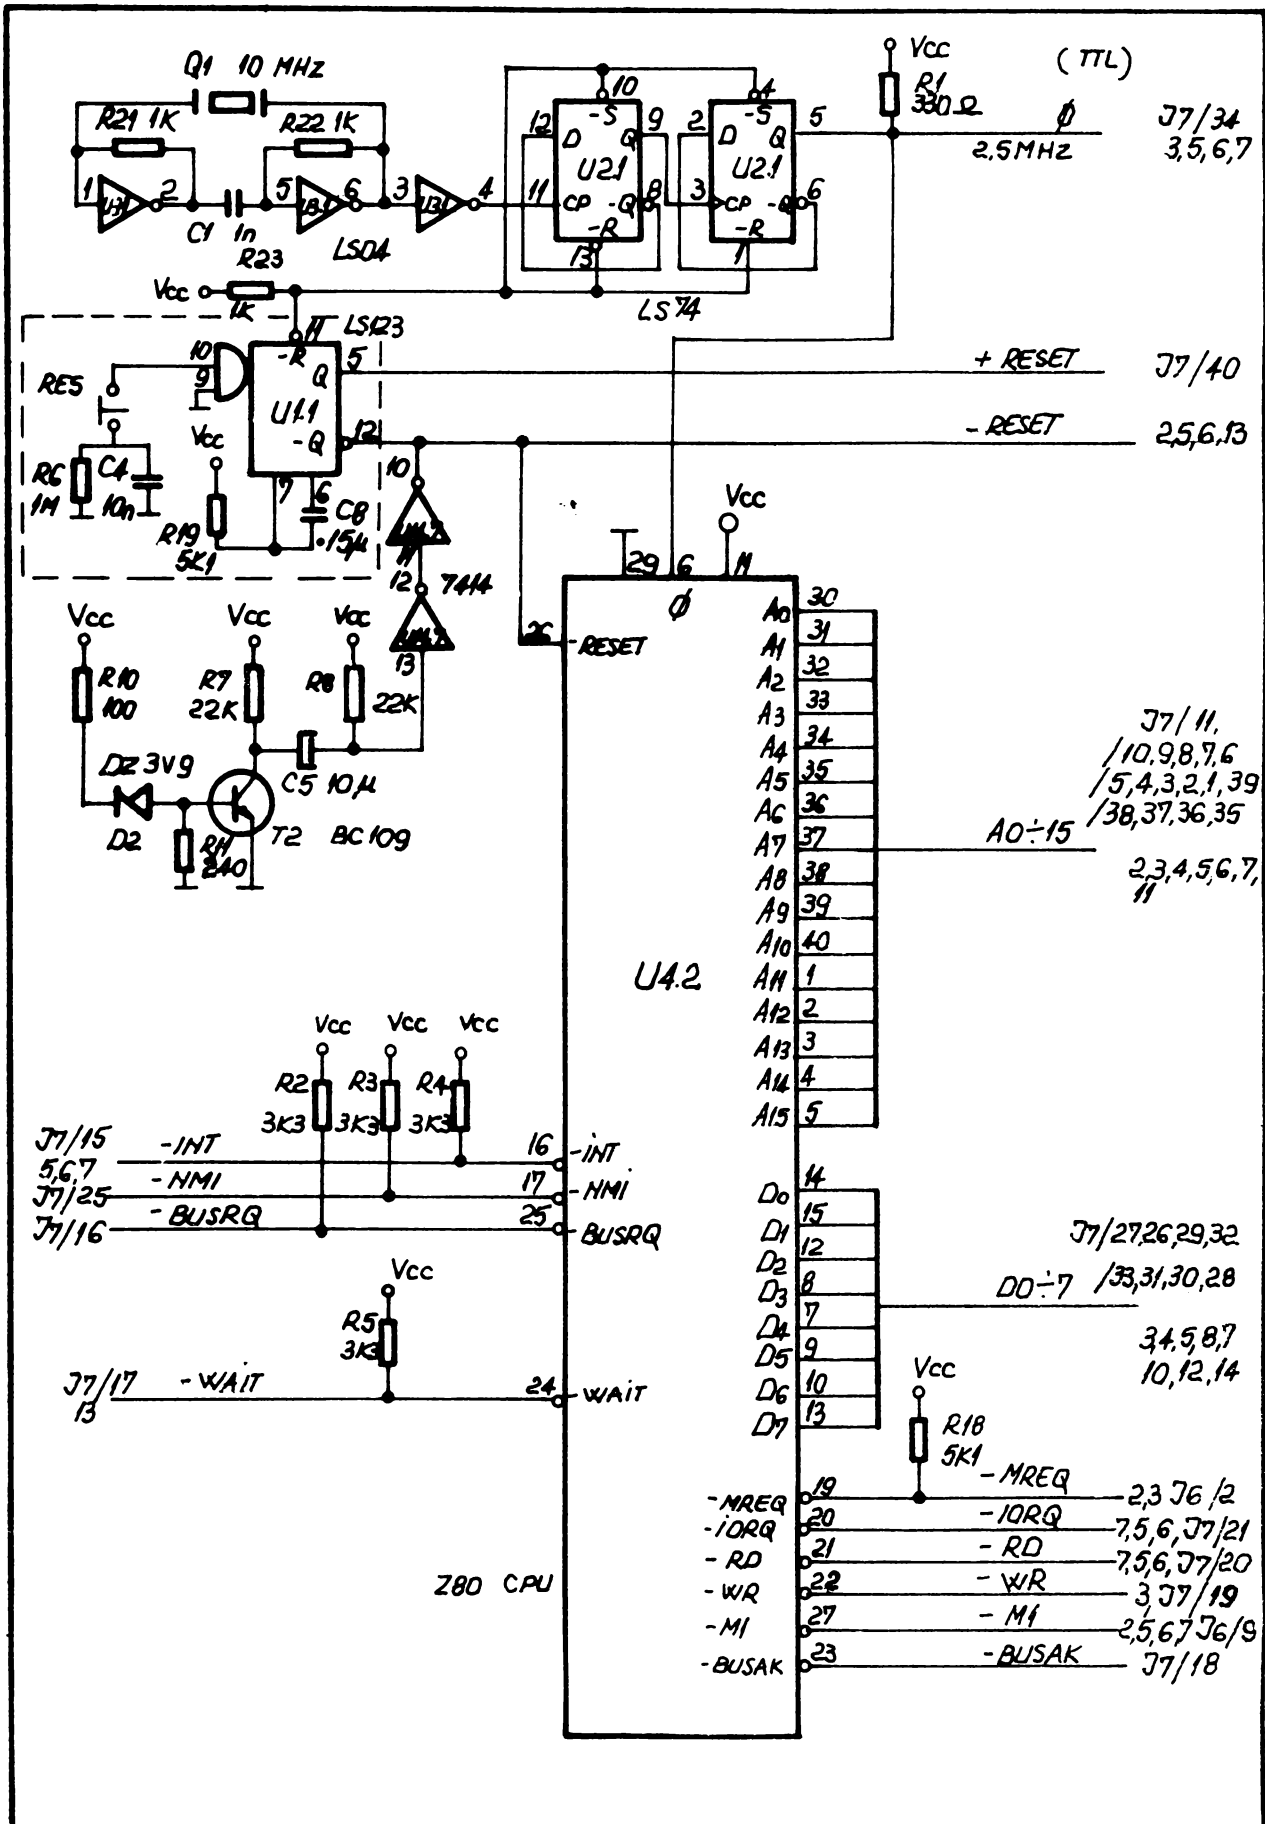 Q1 10 MHZ
R21 1K
R22 1K
1
2
5
6
3
4
U3.1
U3.1
U3.1
C1 1n
LS04
R23
1K
Vcc
10
-S
12
D
Q
9
U2.1
11
CP
-Q
8
-R
13
4
-S
2
D
Q
5
U2.1
3
CP
-Q
6
-R
1
LS74
Vcc
R1
330Ω
(TTL)
Ø
2,5MHZ
J7/34
3,5,6,7
LS123
11
-R
10
9
Q
5
U1.1
-Q
12
7
6
RES
R6
1M
C4
10n
Vcc
R19
5K1
C8
.15µ
+ RESET
J7/40
- RESET
2,5,6,13
10
11
12
7414
13
Vcc
R10
100
Vcc
R7
22K
Vcc
R8
22K
C5 10µ
DZ 3V9
D2
R11
240
T2 BC109
Vcc
29
6
11
Ø
26
-RESET
A0 30
A1 31
A2 32
A3 33
A4 34
A5 35
A6 36
A7 37
A8 38
A9 39
A10 40
A11 1
A12 2
A13 3
A14 4
A15 5
J7/11,
/10,9,8,7,6
/5,4,3,2,1,39
/38,37,36,35
A0÷15
2,3,4,5,6,7,
11
U4.2
Vcc
R2
3K3
Vcc
R3
3K3
Vcc
R4
3K3
J7/15
5,6,7
-INT
16
-INT
J7/25
-NMI
17
-NMI
J7/16
-BUSRQ
25
-BUSRQ
Vcc
R5
3K3
J7/17
13
-WAIT
24
-WAIT
D0 14
D1 15
D2 12
D3 8
D4 7
D5 9
D6 10
D7 13
J7/27,26,29,32
/33,31,30,28
D0÷7
3,4,5,8,7
10,12,14
Vcc
R18
5K1
-MREQ 19 -MREQ 2,3 J6/2
-IORQ 20 -IORQ 7,5,6,J7/21
-RD 21 -RD 7,5,6,J7/20
-WR 22 -WR 3,J7/19
-M1 27 -M1 2,5,6,7 J6/9
-BUSAK 23 -BUSAK J7/18
Z80 CPU